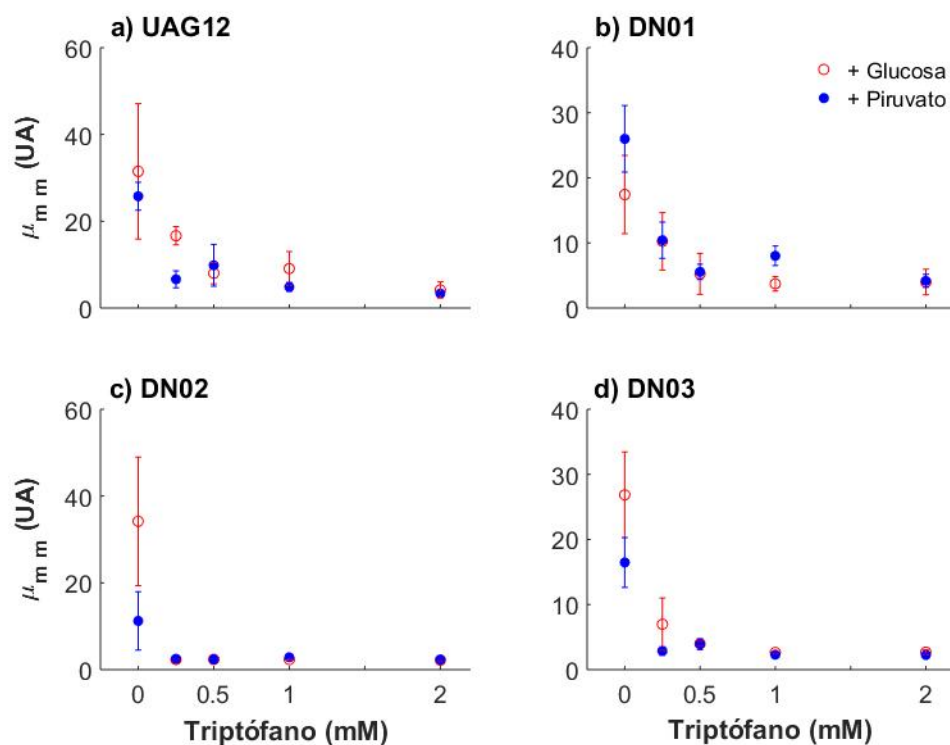 a) UAG12
60
40
20
0
μm m (UA)
b) DN01
40
30
20
10
0
+ Glucosa
+ Piruvato
c) DN02
60
40
20
0
μm m (UA)
0 0.5 1 2
Triptófano (mM)
d) DN03
40
30
20
10
0
0 0.5 1 2
Triptófano (mM)